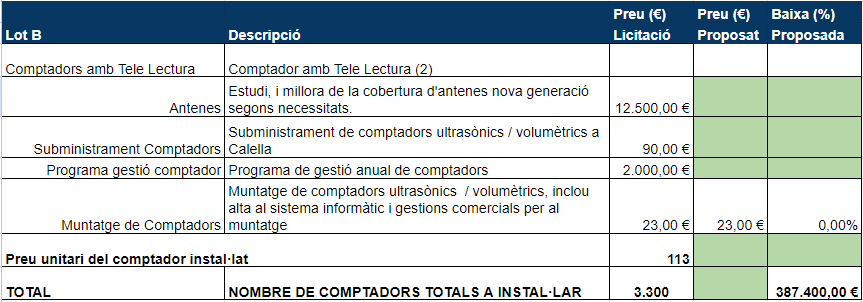 Lot B Descripció Preu (€) Licitació Preu (€) Proposat Baixa (%) Proposada
Comptadors amb Tele Lectura Comptador amb Tele Lectura (2)
Antenes Estudi, i millora de la cobertura d'antenes nova generació
segons necessitats. 12.500,00 €
Subministrament Comptadors Subministrament de comptadors ultrasònics / volumètrics a
Calella 90,00 €
Programa gestió comptador Programa de gestió anual de comptadors 2.000,00 €
Muntatge de Comptadors Muntatge de comptadors ultrasònics / volumètrics, inclou
alta al sistema informàtic i gestions comercials per al
muntatge 23,00 € 23,00 € 0,00%
Preu unitari del comptador instal·lat 113
TOTAL NOMBRE DE COMPTADORS TOTALS A INSTAL·LAR 3.300 387.400,00 €